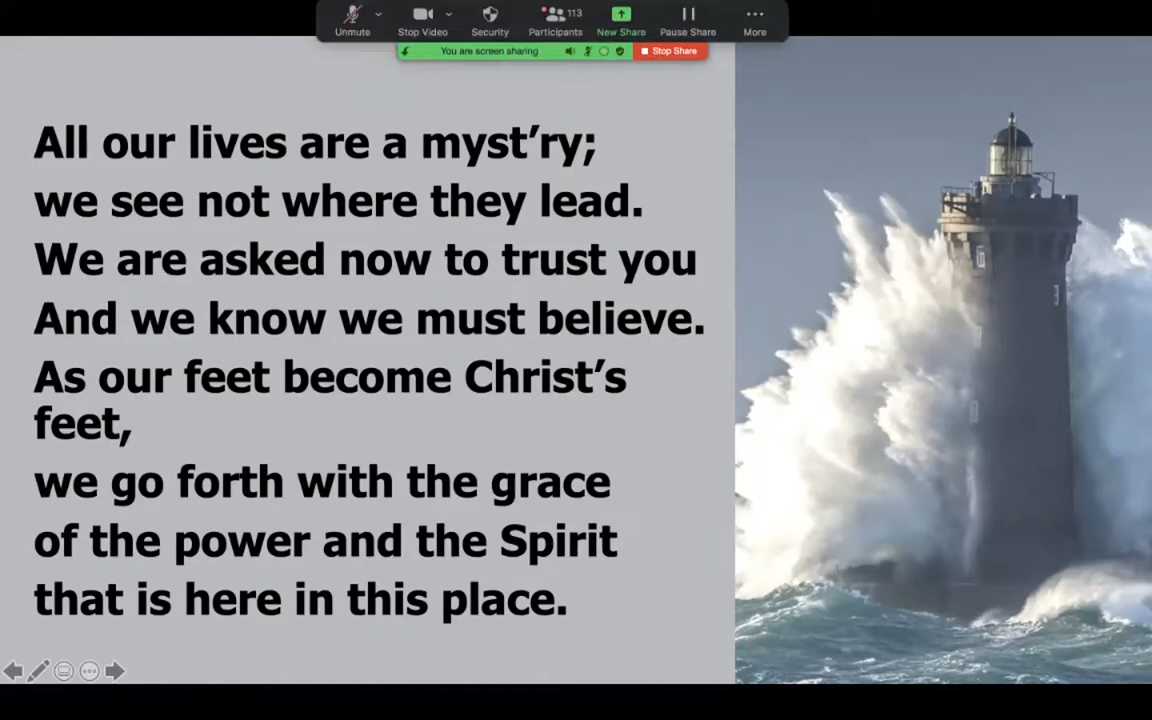 Unmute
Stop Video
Security
113
Participants
New Share
Pause Share
More
You are screen sharing
Stop Share
All our lives are a myst’ry;
we see not where they lead.
We are asked now to trust you
And we know we must believe.
As our feet become Christ’s
feet,
we go forth with the grace
of the power and the Spirit
that is here in this place.